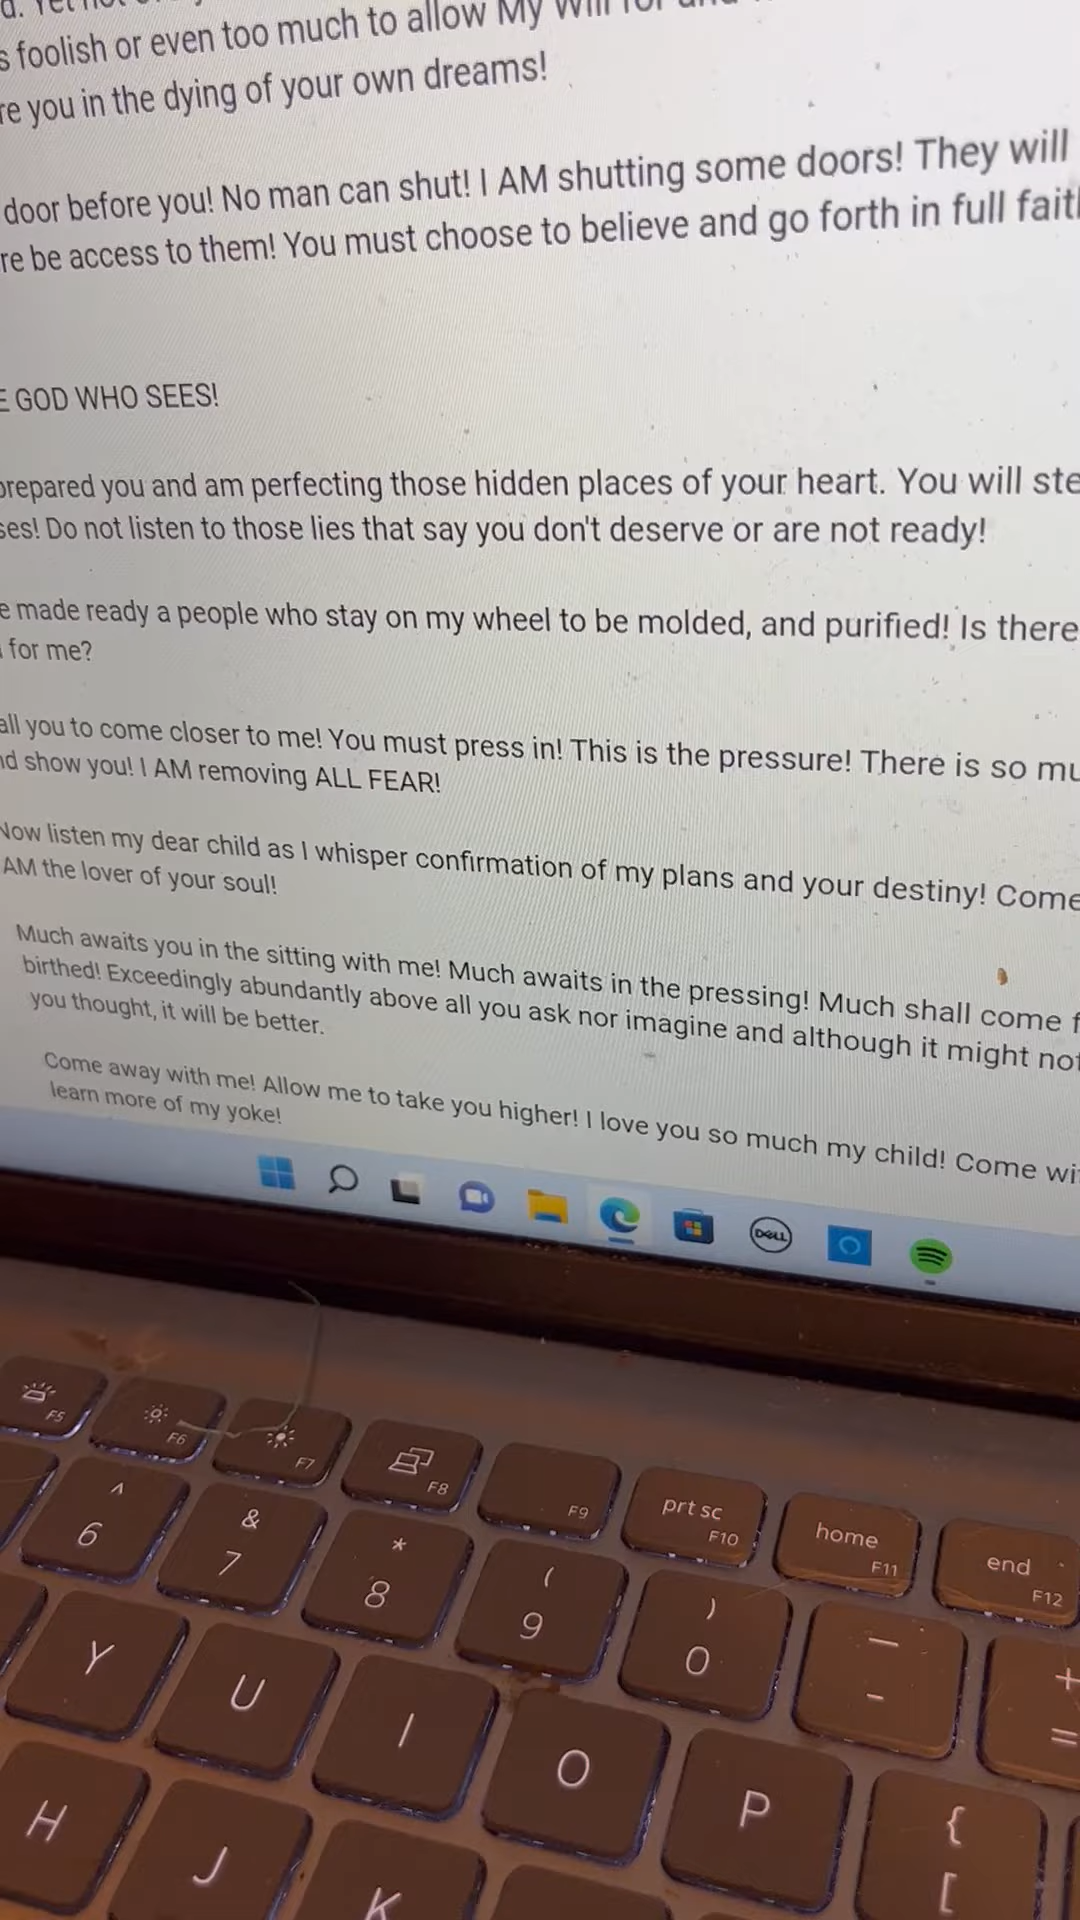 foolish or even too much to allow My Will for
you in the dying of your own dreams!
door before you! No man can shut! I AM shutting some doors! They will
be access to them! You must choose to believe and go forth in full
GOD WHO SEES!
prepared you and am perfecting those hidden places of your heart. You will
Do not listen to those lies that say you don't deserve or are not ready!
made ready a people who stay on my wheel to be molded, and purified! Is there
for me?
you to come closer to me! You must press in! This is the pressure! There is so
show you! I AM removing ALL FEAR!
Now listen my dear child as I whisper confirmation of my plans and your destiny! Come
AM the lover of your soul!
Much awaits you in the sitting with me! Much awaits in the pressing! Much shall come
birthed! Exceedingly abundantly above all you ask nor imagine and although it might not
you thought, it will be better.
Come away with me! Allow me to take you higher! I love you so much my child! Come
learn more of my yoke!
DELL
F5 F6 F7 F8 F9 prt sc F10 home F11 end F12
^ & * ( ) — +
6 7 8 9 0 - =
Y U I O P { [
H J K